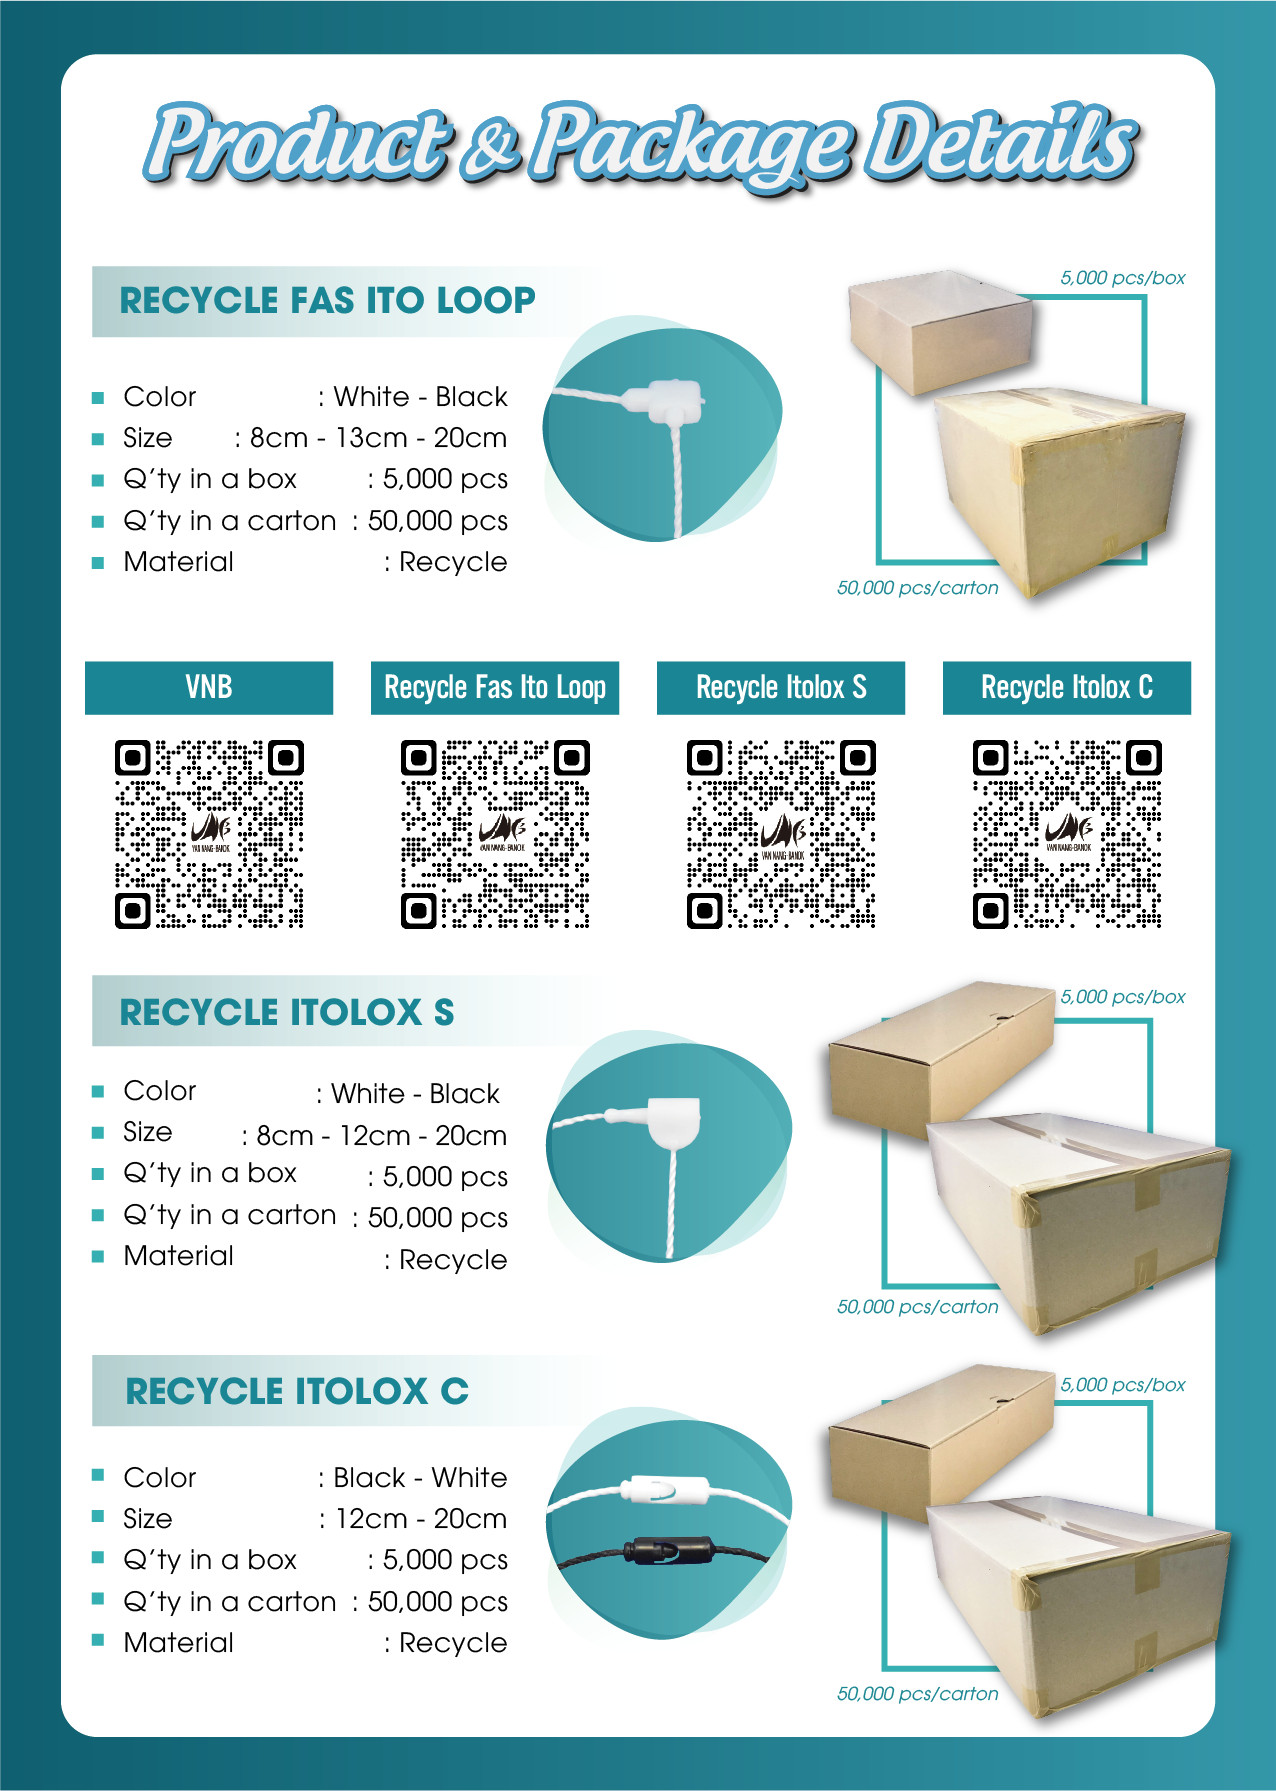 Product & Package Details
RECYCLE FAS ITO LOOP
Color : White - Black
Size : 8cm - 13cm - 20cm
Q'ty in a box : 5,000 pcs
Q'ty in a carton : 50,000 pcs
Material : Recycle
5,000 pcs/box
50,000 pcs/carton
VNB
Recycle Fas Ito Loop
Recycle Itolox S
Recycle Itolox C
VAN NANG-BANOK
VAN NANG-BANOK
VAN NANG-BANOK
VAN NANG-BANOK
RECYCLE ITOLOX S
Color : White - Black
Size : 8cm - 12cm - 20cm
Q'ty in a box : 5,000 pcs
Q'ty in a carton : 50,000 pcs
Material : Recycle
5,000 pcs/box
50,000 pcs/carton
RECYCLE ITOLOX C
Color : Black - White
Size : 12cm - 20cm
Q'ty in a box : 5,000 pcs
Q'ty in a carton : 50,000 pcs
Material : Recycle
5,000 pcs/box
50,000 pcs/carton